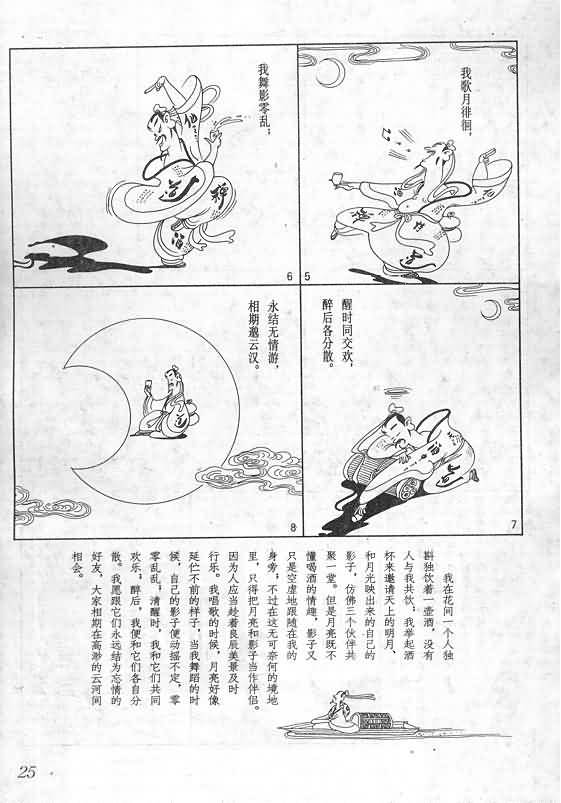 我歌月徘徊,
5
我舞影零乱;
6
醒时同交欢,
醉后各分散。
7
永结无情游,
相期邈云汉。
8
我在花间一个人独
斟独饮着一壶酒,没有
人与我共饮;我举起酒
杯来邀请天上的明月、
和月光映出来的自己的
影子,仿佛三个伙伴共
聚一堂。但是月亮既不
懂喝酒的情趣,影子又
只是空虚地跟随在我的
身旁;不过在这无可奈何的境地
里,只得把月亮和影子当作伴侣。
因为人应当趁着良辰美景及时
行乐。我唱歌的时候,月亮好像
延伫不前的样子,当我舞蹈的时
候,自己的影子便动摇不定,零
零乱乱;清醒时,我和它们共同
欢乐;醉后,我便和它们各自分
散。我愿跟它们永远结为忘情的
好友,大家相期在高渺的云河间
相会。
25